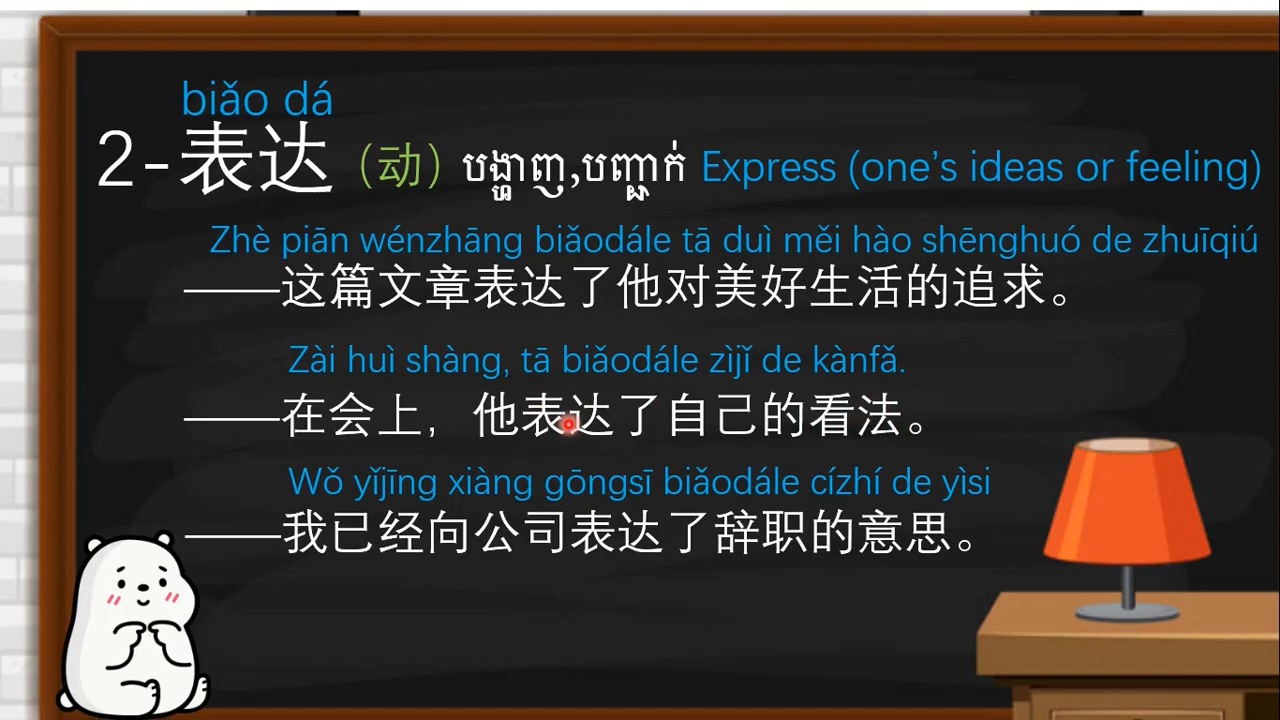 biǎo dá
2-表达（动）បង្ហាញ,បញ្ជាក់ Express (one's ideas or feeling)
Zhè piān wénzhāng biǎodále tā duì měi hào shēnghuó de zhuīqiú
——这篇文章表达了他对美好生活的追求。
Zài huì shàng, tā biǎodále zìjǐ de kànfǎ.
——在会上，他表达了自己的看法。
Wǒ yǐjīng xiàng gōngsī biǎodále cízhí de yìsi
——我已经向公司表达了辞职的意思。